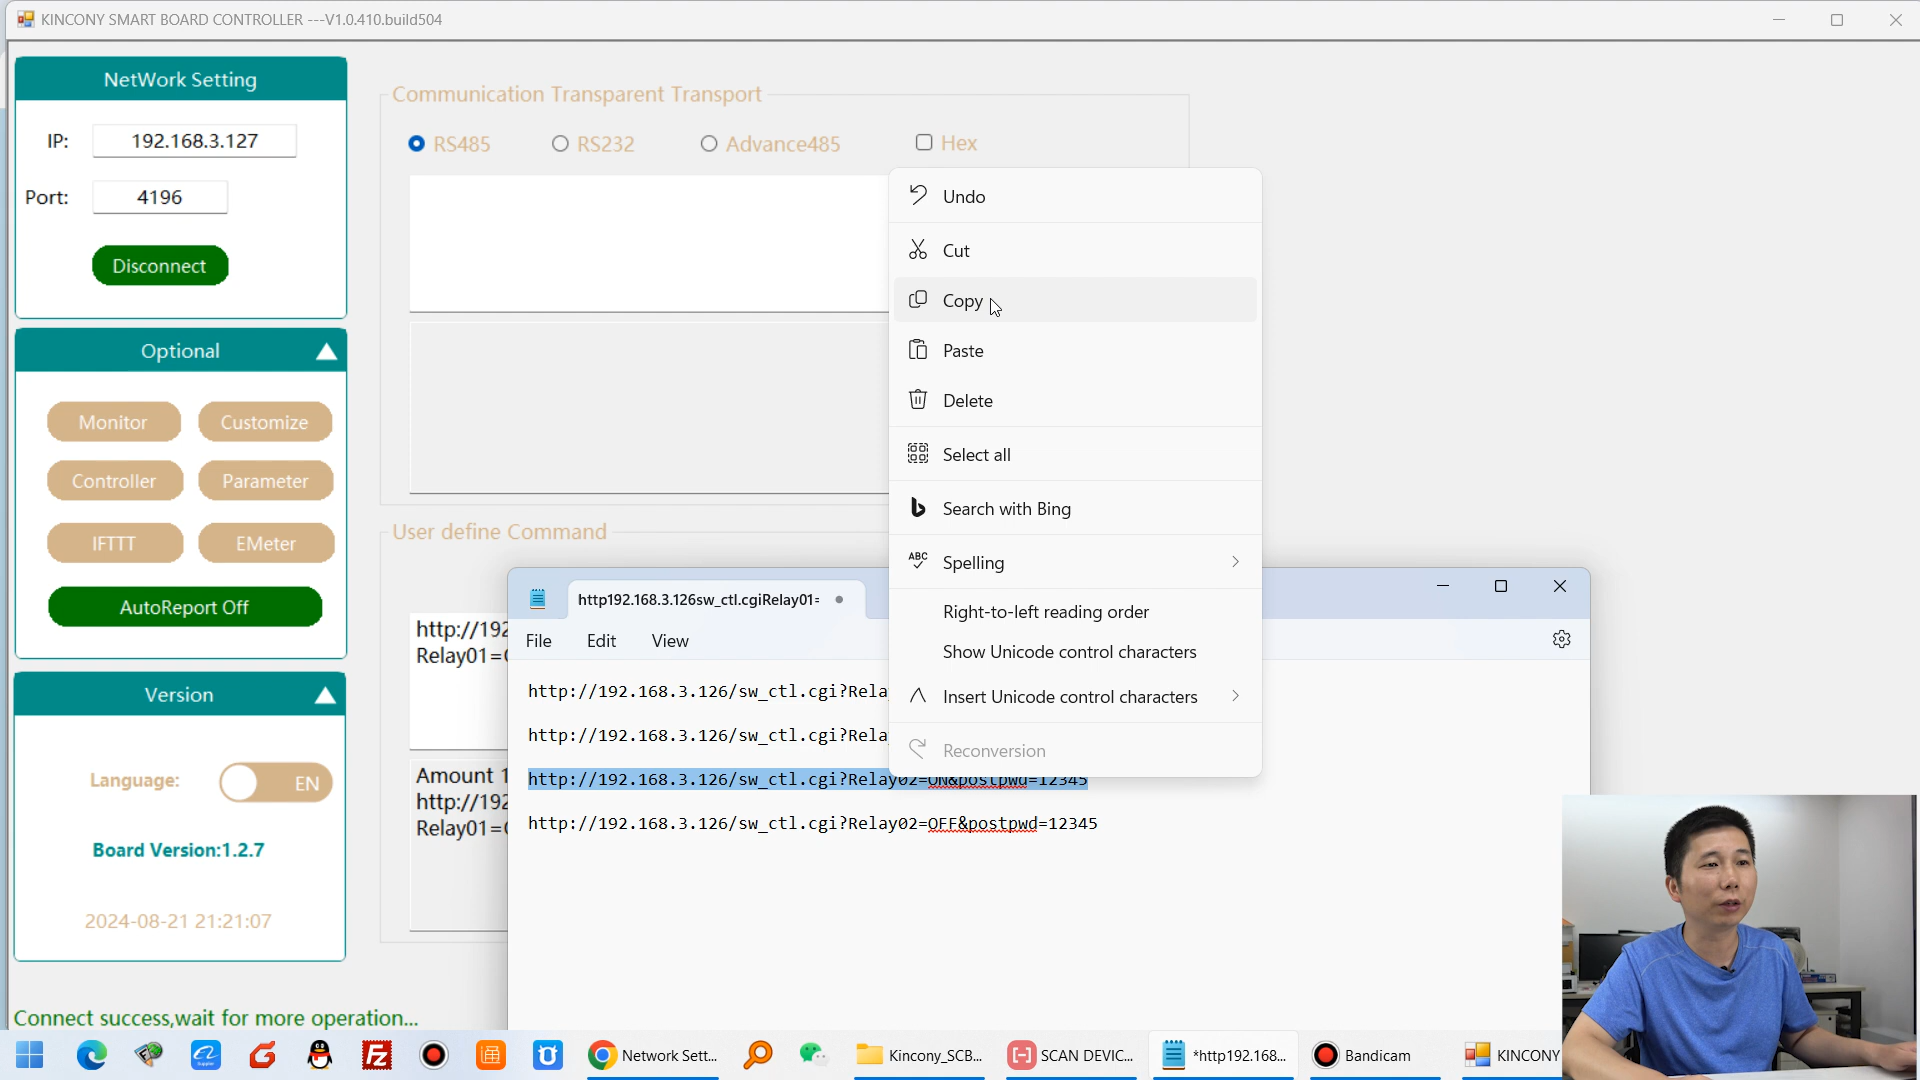 KINCONY SMART BOARD CONTROLLER ---V1.0.410.build504
NetWork Setting
IP: 192.168.3.127
Port: 4196
Disconnect
Optional
Monitor Customize
Controller Parameter
IFTTT EMeter
AutoReport Off
Version
Language: EN
Board Version:1.2.7
2024-08-21 21:21:07
Connect success,wait for more operation...
Communication Transparent Transport
RS485 RS232 Advance485 Hex
User define Command
http://192
Relay01=
Amount 1
http://192
Relay01=
Undo
Cut
Copy
Paste
Delete
Select all
Search with Bing
ABC Spelling
Right-to-left reading order
Show Unicode control characters
Insert Unicode control characters
Reconversion
http192.168.3.126sw_ctl.cgiRelay01=
File Edit View
http://192.168.3.126/sw_ctl.cgi?Rela
http://192.168.3.126/sw_ctl.cgi?Rela
http://192.168.3.126/sw_ctl.cgi?Relay02=ON&postpwd=12345
http://192.168.3.126/sw_ctl.cgi?Relay02=OFF&postpwd=12345
Network Sett... Kincony_SCB... SCAN DEVIC... *http192.168... Bandicam KINCONY